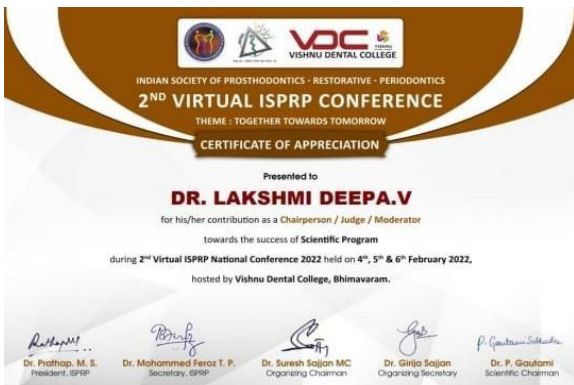 VDC
VISHNU
VISHNU DENTAL COLLEGE
INDIAN SOCIETY OF PROSTHODONTICS - RESTORATIVE - PERIODONTICS
2ND VIRTUAL ISPRP CONFERENCE
THEME : TOGETHER TOWARDS TOMORROW
CERTIFICATE OF APPRECIATION
Presented to
DR. LAKSHMI DEEPA.V
for his/her contribution as a Chairperson / Judge / Moderator
towards the success of Scientific Program
during 2nd Virtual ISPRP National Conference 2022 held on 4th, 5th & 6th February 2022,
hosted by Vishnu Dental College, Bhimavaram.
Dr. Prathap. M. S. Dr. Mohammed Feroz T. P. Dr. Suresh Sajjan MC Dr. Girija Sajjan Dr. P. Gautami
President, ISPRP Secretary, ISPRP Organizing Chairman Organizing Secretary Scientific Chairman